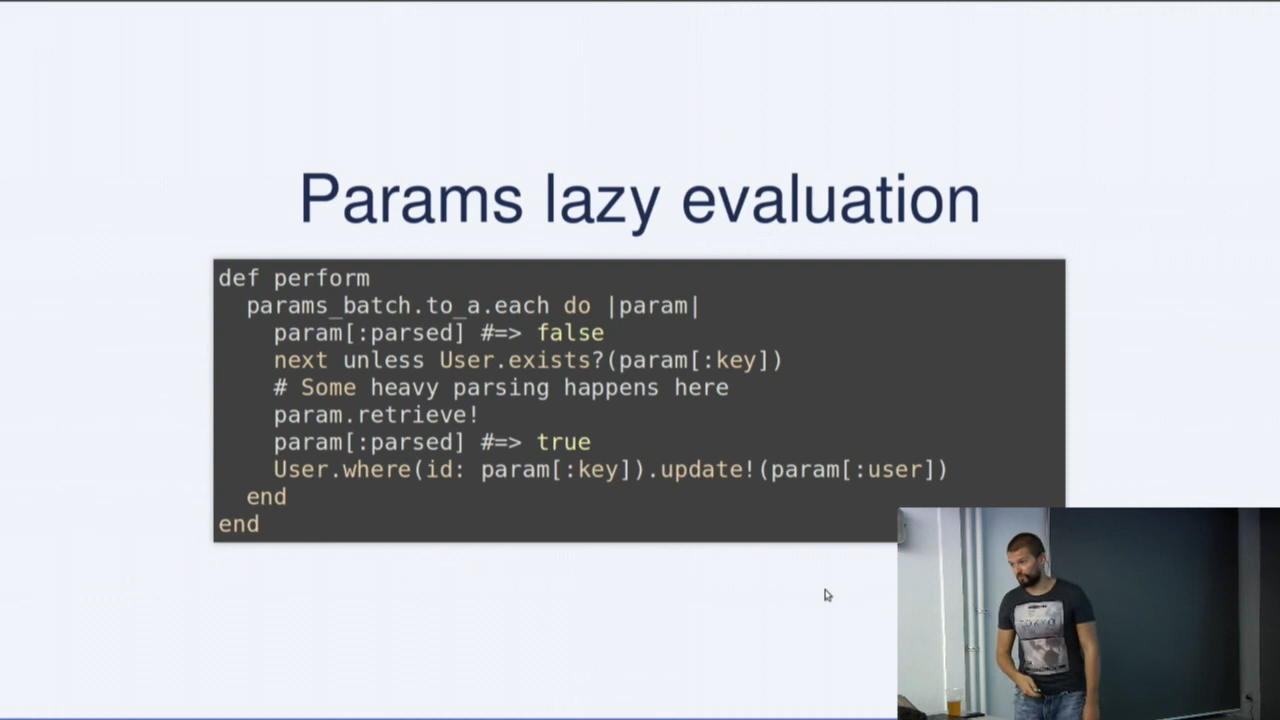 Params lazy evaluation
def perform
  params_batch.to_a.each do |param|
    param[:parsed] #=> false
    next unless User.exists?(param[:key])
    # Some heavy parsing happens here
    param.retrieve!
    param[:parsed] #=> true
    User.where(id: param[:key]).update!(param[:user])
  end
end
TOKYO